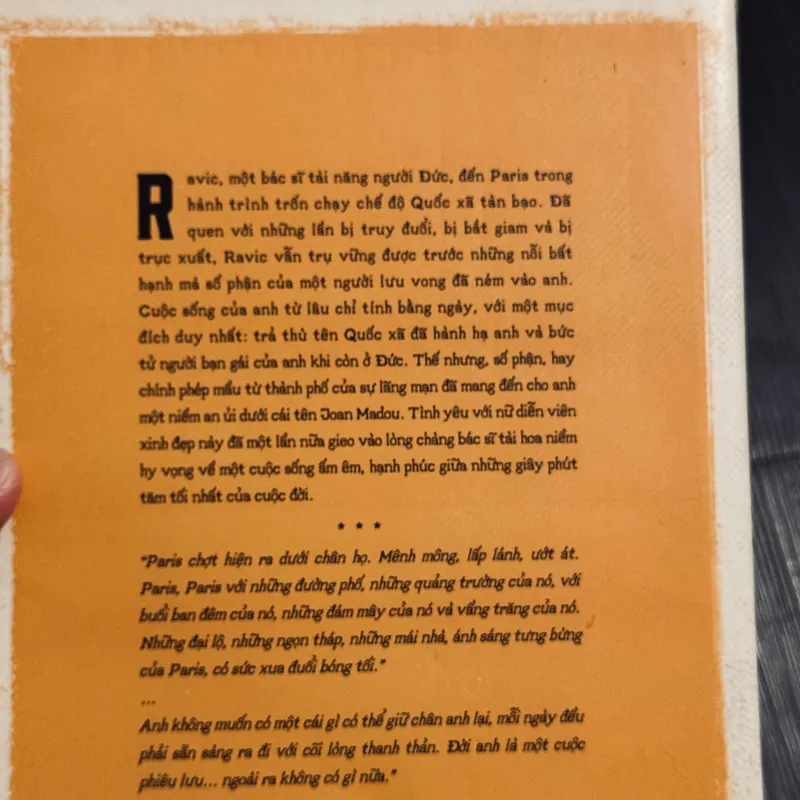 Ravic, một bác sĩ tài năng người Đức, đến Paris trong
hành trình trốn chạy chế độ Quốc xã tàn bạo. Đã
quen với những lần bị truy đuổi, bị bắt giam và bị
trục xuất, Ravic vẫn trụ vững được trước những nỗi bất
hạnh mà số phận của một người lưu vong đã ném vào anh.
Cuộc sống của anh từ lâu chỉ tính bằng ngày, với một mục
đích duy nhất: trả thù tên Quốc xã đã hành hạ anh và bức
tử người bạn gái của anh khi còn ở Đức. Thế nhưng, số phận, hay
chính phép mầu từ thành phố của sự lãng mạn đã mang đến cho anh
một niềm an ủi dưới cái tên Joan Madou. Tình yêu với nữ diễn viên
xinh đẹp này đã một lần nữa gieo vào lòng chàng bác sĩ tài hoa niềm
hy vọng về một cuộc sống ấm êm, hạnh phúc giữa những giây phút
tăm tối nhất của cuộc đời.
* * *
"Paris chợt hiện ra dưới chân họ. Mênh mông, lấp lánh, ướt át.
Paris, Paris với những đường phố, những quảng trường của nó, với
buổi ban đêm của nó, những đám mây của nó và vầng trăng của nó.
Những đại lộ, những ngọn tháp, những mái nhà, ánh sáng tưng bừng
của Paris, có sức xua đuổi bóng tối."
...
Anh không muốn có một cái gì có thể giữ chân anh lại, mỗi ngày đều
phải sẵn sàng ra đi với cõi lòng thanh thản. Đời anh là một cuộc
phiêu lưu... ngoài ra không có gì nữa."